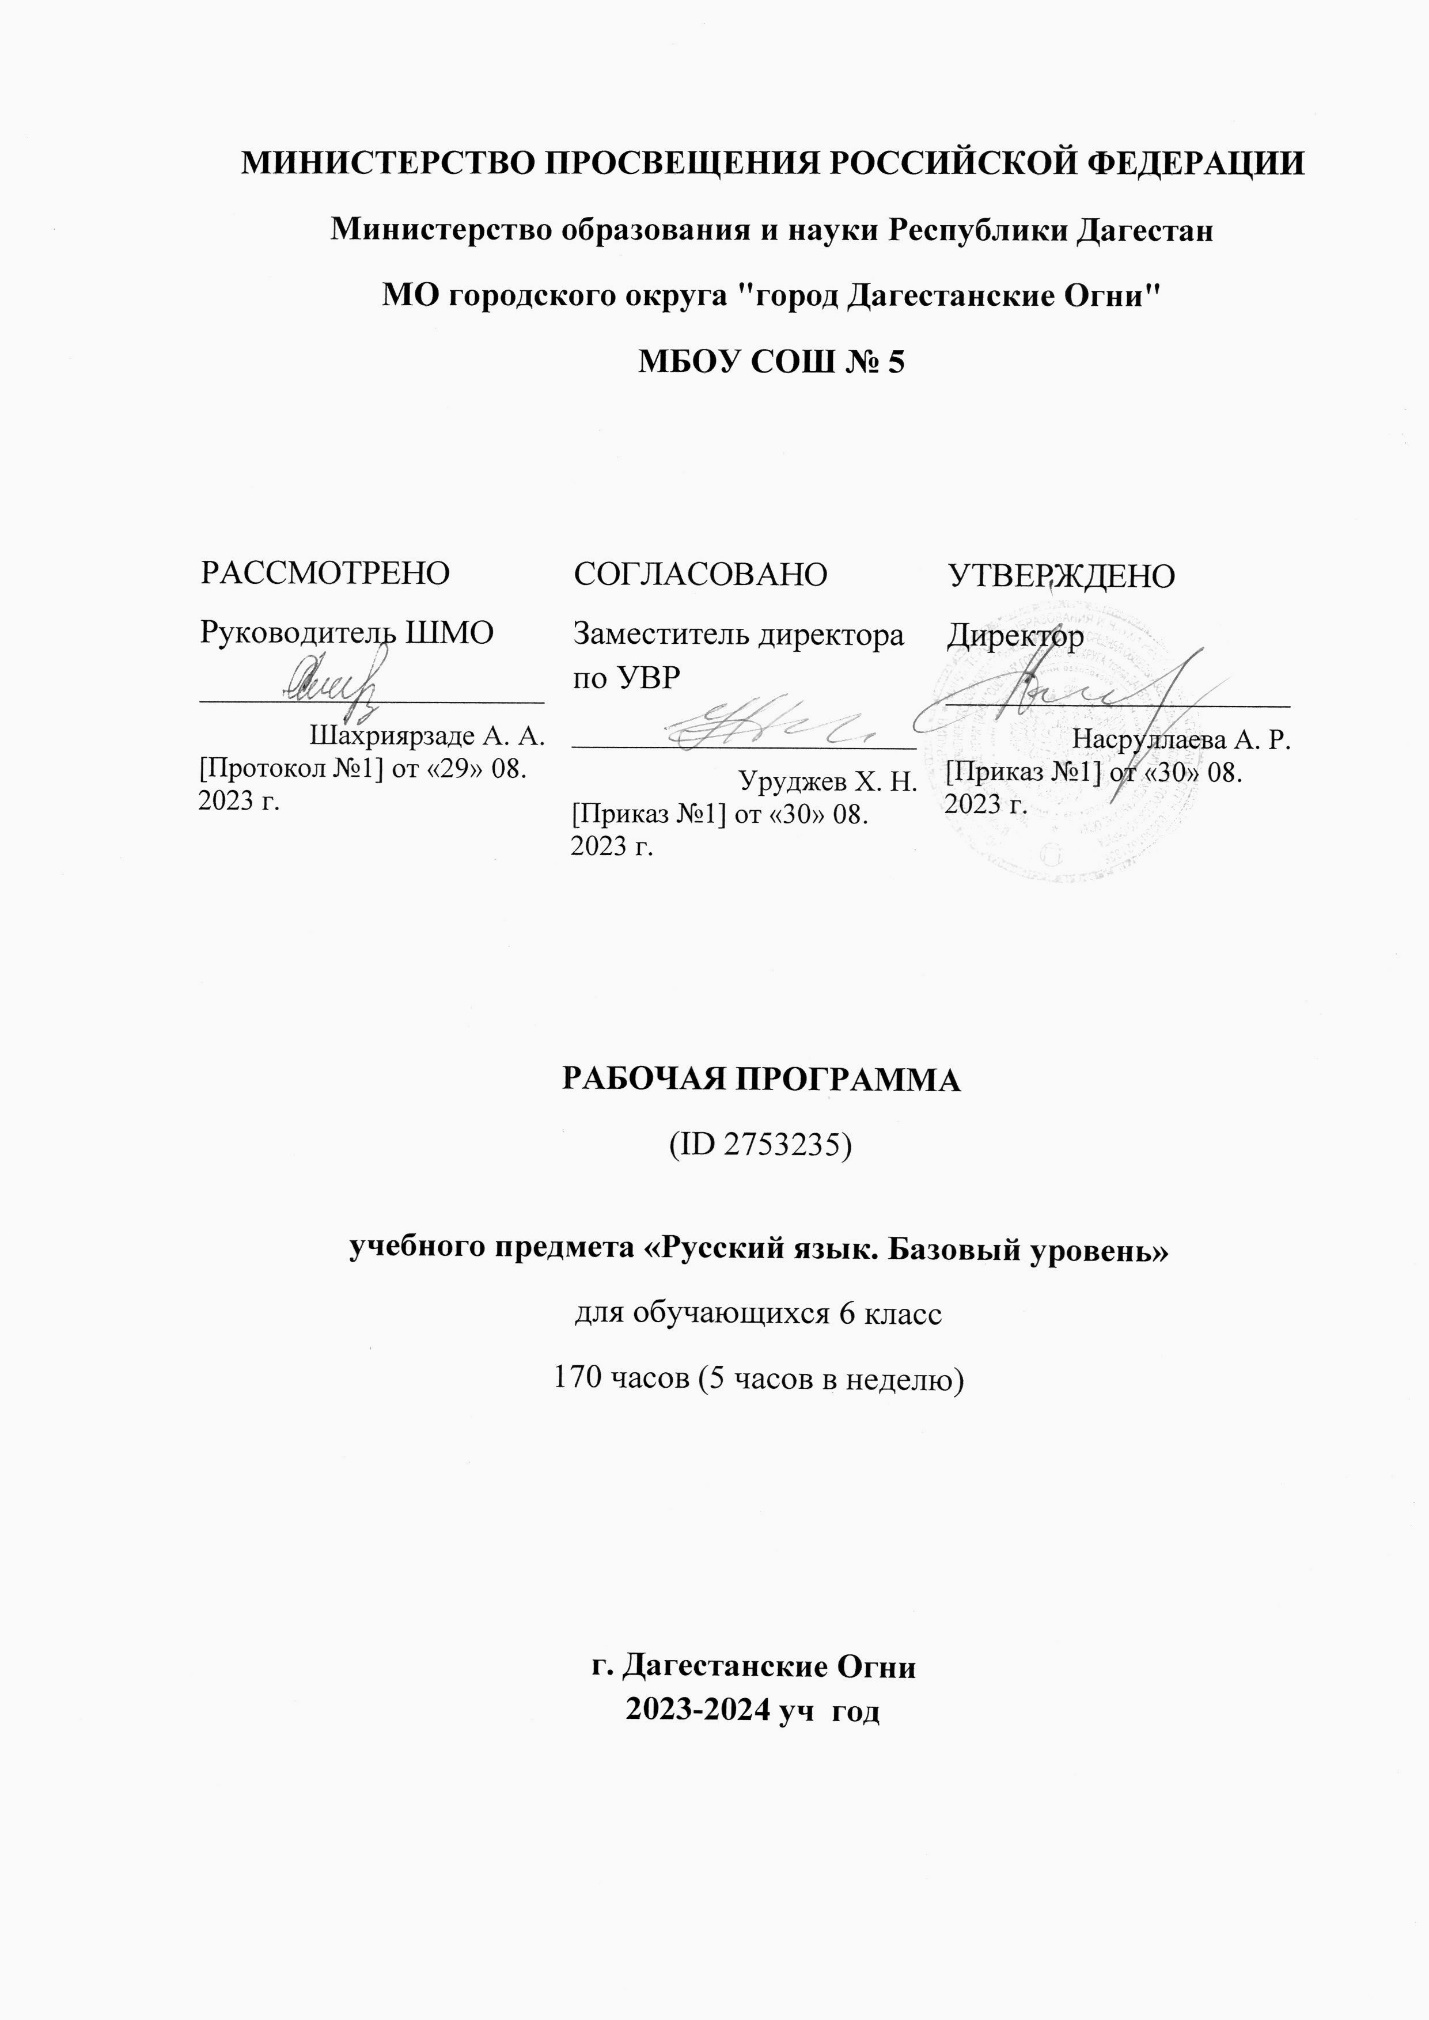 МИНИСТЕРСТВО ПРОСВЕЩЕНИЯ РОССИЙСКОЙ ФЕДЕРАЦИИ
Министерство образования и науки Республики Дагестан
МО городского округа "город Дагестанские Огни"
МБОУ СОШ № 5
РАССМОТРЕНО
Руководитель ШМО
Шахриярзаде А. А.
[Протокол №1] от «29» 08.
2023 г.
СОГЛАСОВАНО
Заместитель директора
по УВР
Уруджев Х. Н.
[Приказ №1] от «30» 08.
2023 г.
УТВЕРЖДЕНО
Директор
Насруллаева А. Р.
[Приказ №1] от «30» 08.
2023 г.
РАБОЧАЯ ПРОГРАММА
(ID 2753235)
учебного предмета «Русский язык. Базовый уровень»
для обучающихся 6 класс
170 часов (5 часов в неделю)
г. Дагестанские Огни
2023-2024 уч  год